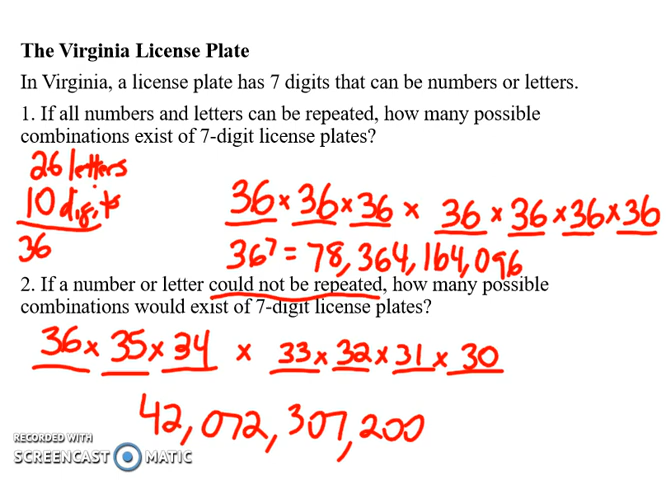 The Virginia License Plate
In Virginia, a license plate has 7 digits that can be numbers or letters.
1. If all numbers and letters can be repeated, how many possible
combinations exist of 7-digit license plates?
26 letters
10 digits
36
36 × 36 × 36 × 36 × 36 × 36 × 36
36⁷ = 78,364,164,096
2. If a number or letter could not be repeated, how many possible
combinations would exist of 7-digit license plates?
36 × 35 × 34 × 33 × 32 × 31 × 30
42,072,307,200
RECORDED WITH
SCREENCAST MATIC